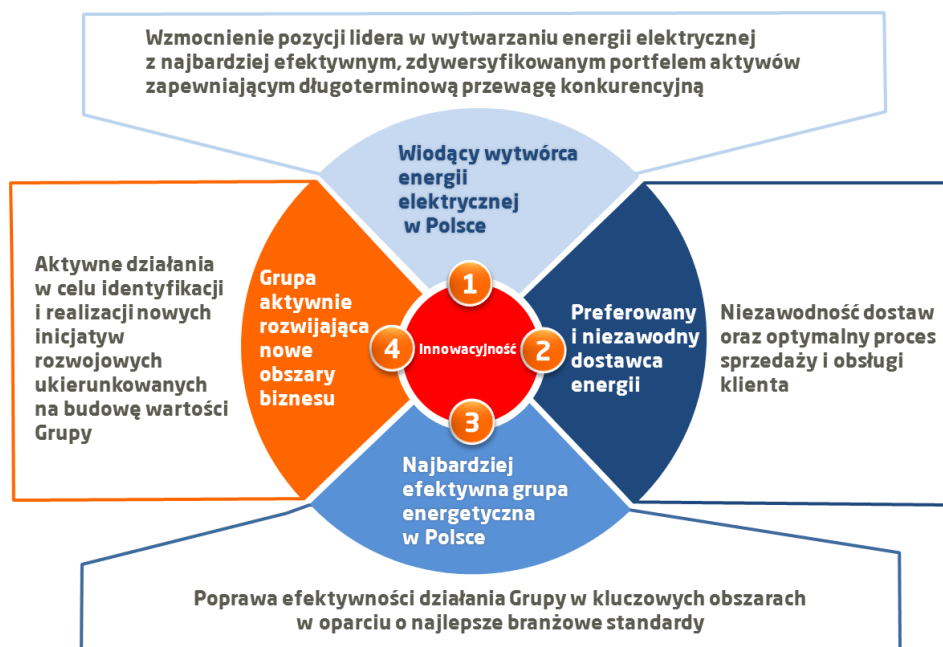 Wzmocnienie pozycji lidera w wytwarzaniu energii elektrycznej
z najbardziej efektywnym, zdywersyfikowanym portfelem aktywów
zapewniającym długoterminową przewagę konkurencyjną
Wiodący wytwórca
energii
elektrycznej
w Polsce
1
Aktywne działania
w celu identyfikacji
i realizacji nowych
inicjatyw
rozwojowych
ukierunkowanych
na budowę wartości
Grupy
Grupa
aktywnie
rozwijająca
nowe
obszary
biznesu
4
Innowacyjność
2
Preferowany
i niezawodny
dostawca
energii
Niezawodność dostaw
oraz optymalny proces
sprzedaży i obsługi
klienta
3
Najbardziej
efektywna grupa
energetyczna
w Polsce
Poprawa efektywności działania Grupy w kluczowych obszarach
w oparciu o najlepsze branżowe standardy